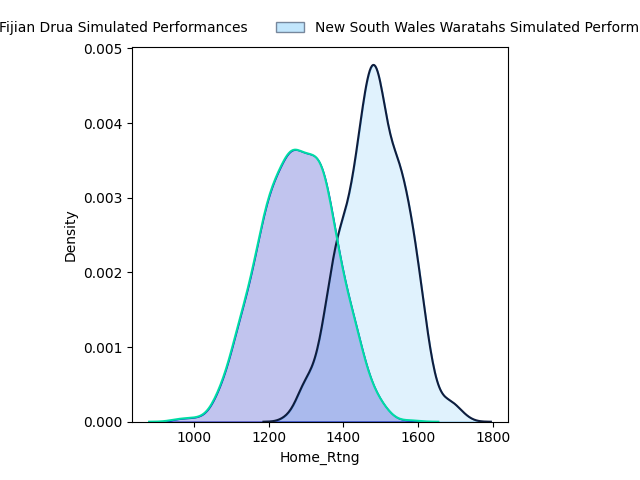 Fijian Drua Simulated Performances New South Wales Waratahs Simulated Perform
0.005
0.004
0.003
0.002
0.001
0.000
Density
1000 1200 1400 1600 1800
Home_Rtng